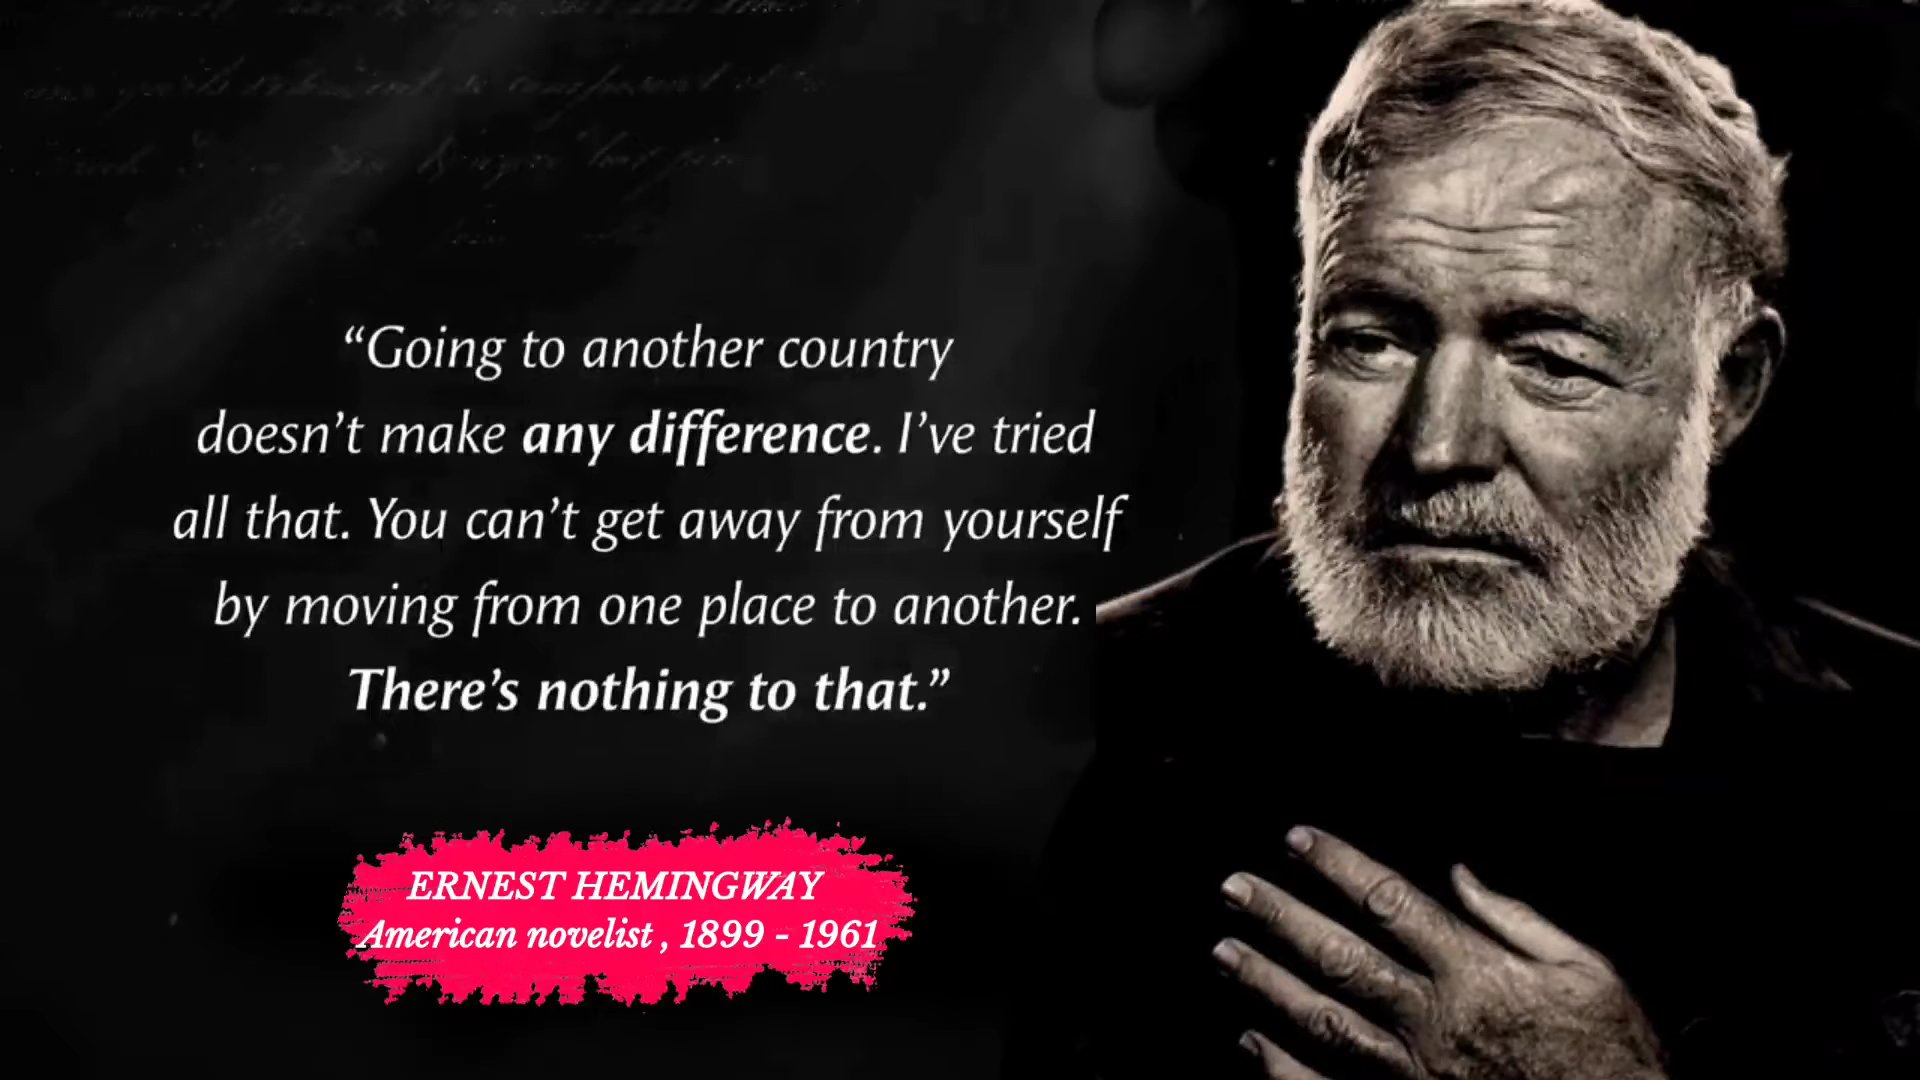 “Going to another country
doesn’t make any difference. I’ve tried
all that. You can’t get away from yourself
by moving from one place to another.
There’s nothing to that.”
ERNEST HEMINGWAY
American novelist , 1899 - 1961